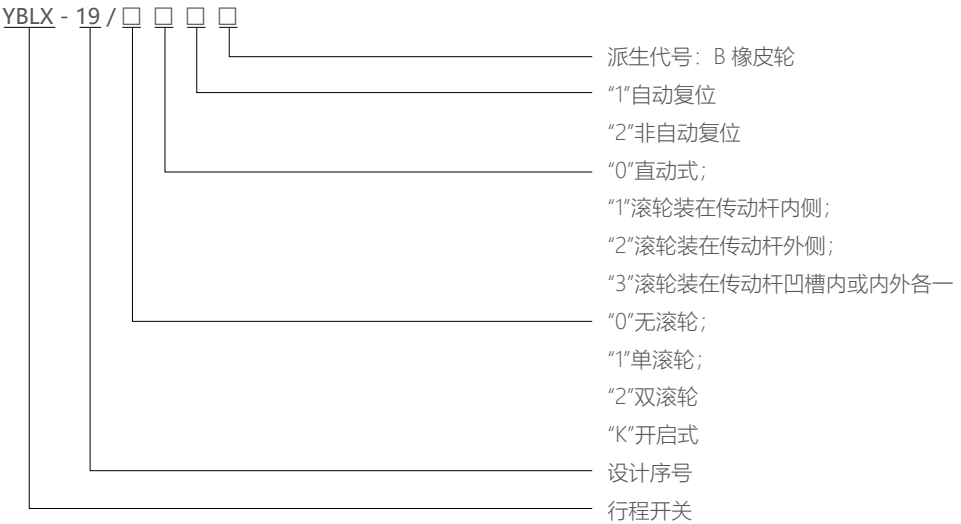 YBLX - 19 / □ □ □ □
派生代号：B 橡皮轮
“1”自动复位
“2”非自动复位
“0”直动式；
“1”滚轮装在传动杆内侧；
“2”滚轮装在传动杆外侧；
“3”滚轮装在传动杆凹槽内或内外各一
“0”无滚轮；
“1”单滚轮；
“2”双滚轮
“K”开启式
设计序号
行程开关